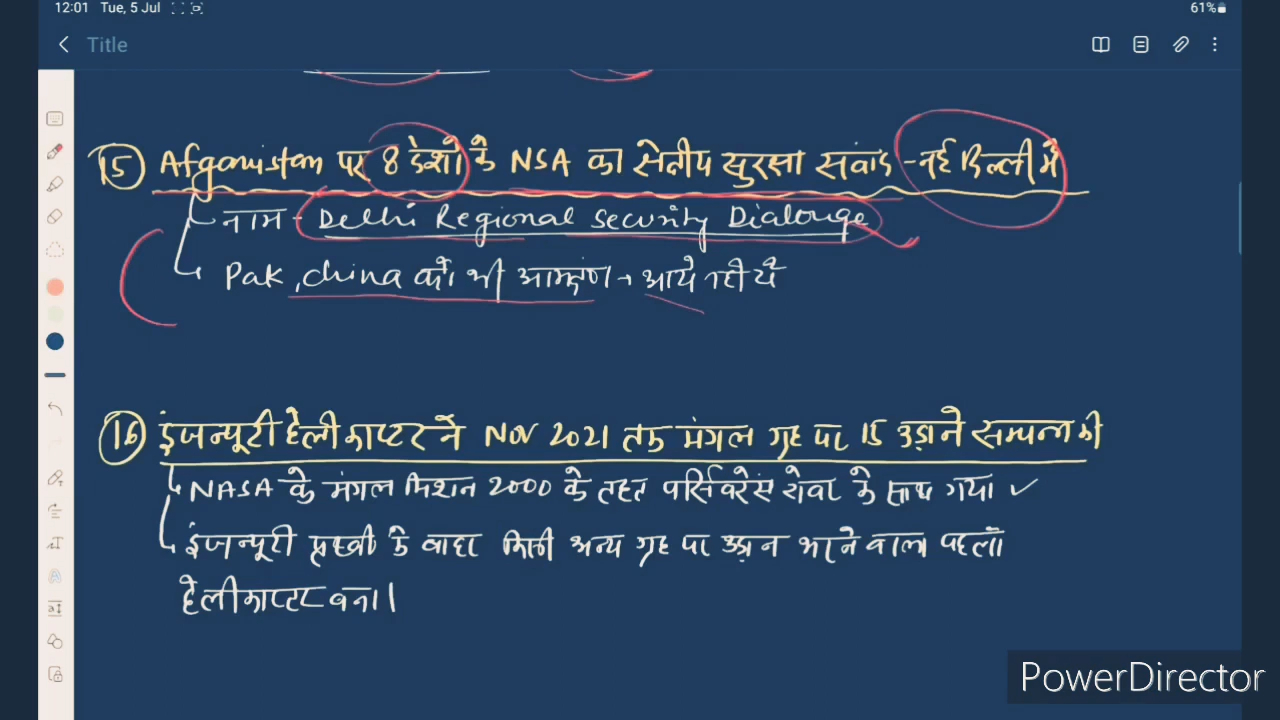 12:01 Tue, 5 Jul 61%
Title
15 Afganistan पर 8 देशो के NSA का क्षेत्रीय सुरक्षा संवाद - नई दिल्ली में
नाम - Delhi Regional Security Dialouge
Pak, China को भी आमंत्रण → आये नही थे
16 इंजन्यूटी हेलीकाप्टर ने Nov 2021 तक मंगल ग्रह पर 15 उड़ाने सम्पन्न की
NASA के मंगल मिशन 2000 के तहत पर्सिवरेंस रोवर के साथ गया ✓
इंजन्यूटी पृथ्वी के बाहर किसी अन्य ग्रह पर उड़ान भरने वाला पहला
हेलीकाप्टर बना।
PowerDirector